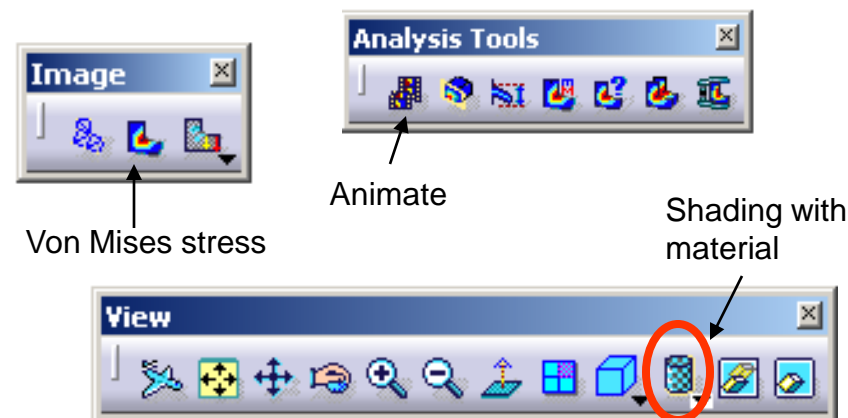 Analysis Tools
Image
Animate
Von Mises stress
Shading with
material
View